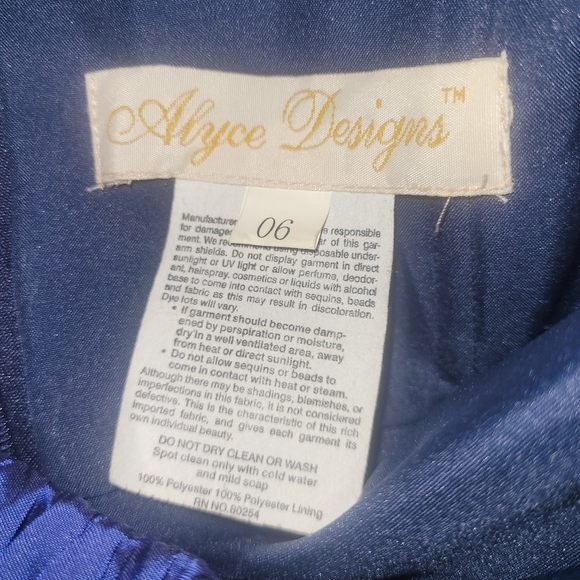 Alyce Designs™
06
Manufacturer responsible
for damages of this gar-
ment. We recommend using disposable under-
arm shields. Do not display garment in direct
sunlight or UV light or allow perfume, deodor-
ant, hairspray, cosmetics or liquids with alcohol
base to come into contact with sequins, beads
and fabric as this may result in discoloration.
Dye lots will vary.
• If garment should become damp-
ened by perspiration or moisture,
dry'in a well ventilated area, away
from heat or direct sunlight.
• Do not allow sequins or beads to
come in contact with heat or steam.
Although there may be shadings, blemishes, or
imperfections in this fabric, it is not considered
defective. This is the characteristic of this rich
Imported fabric, and gives each garment its
own individual beauty.
DO NOT DRY CLEAN OR WASH
Spot clean only with cold water
and mild soap
100% Polyester 100% Polyester Lining
RN NO.80254